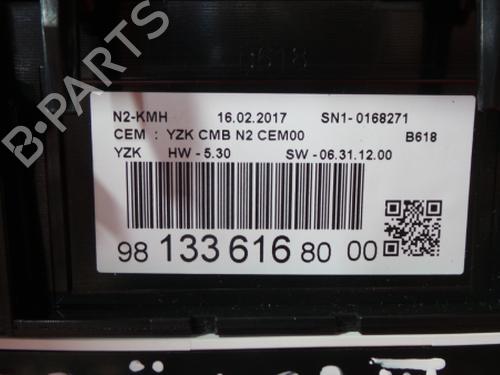 B618
N2-KMH 16.02.2017 SN1- 0168271
CEM : YZK CMB N2 CEM00 B618
YZK HW - 5.30 SW - 06.31.12.00
98 133 616 80 00